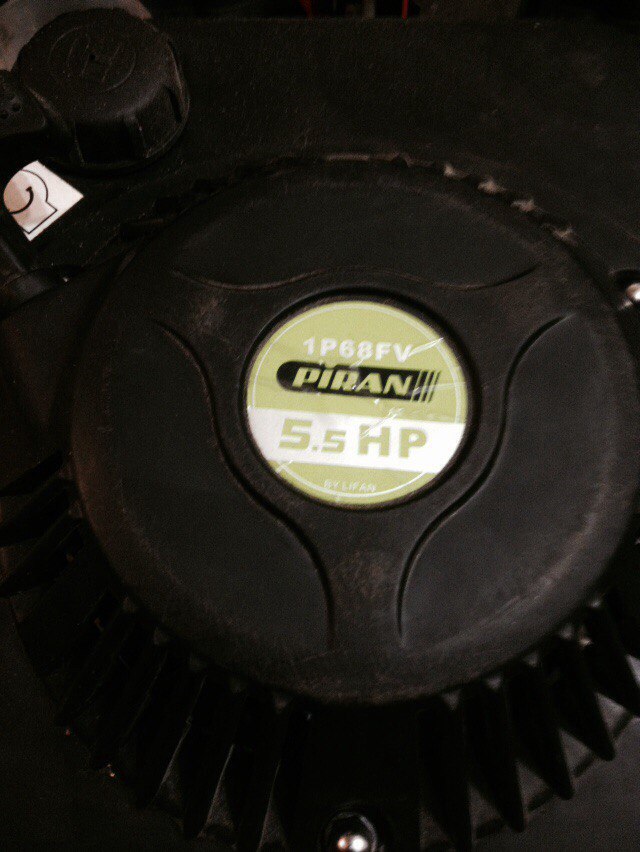 1P68FV
PIRAN
5.5 HP
BY LIFAN